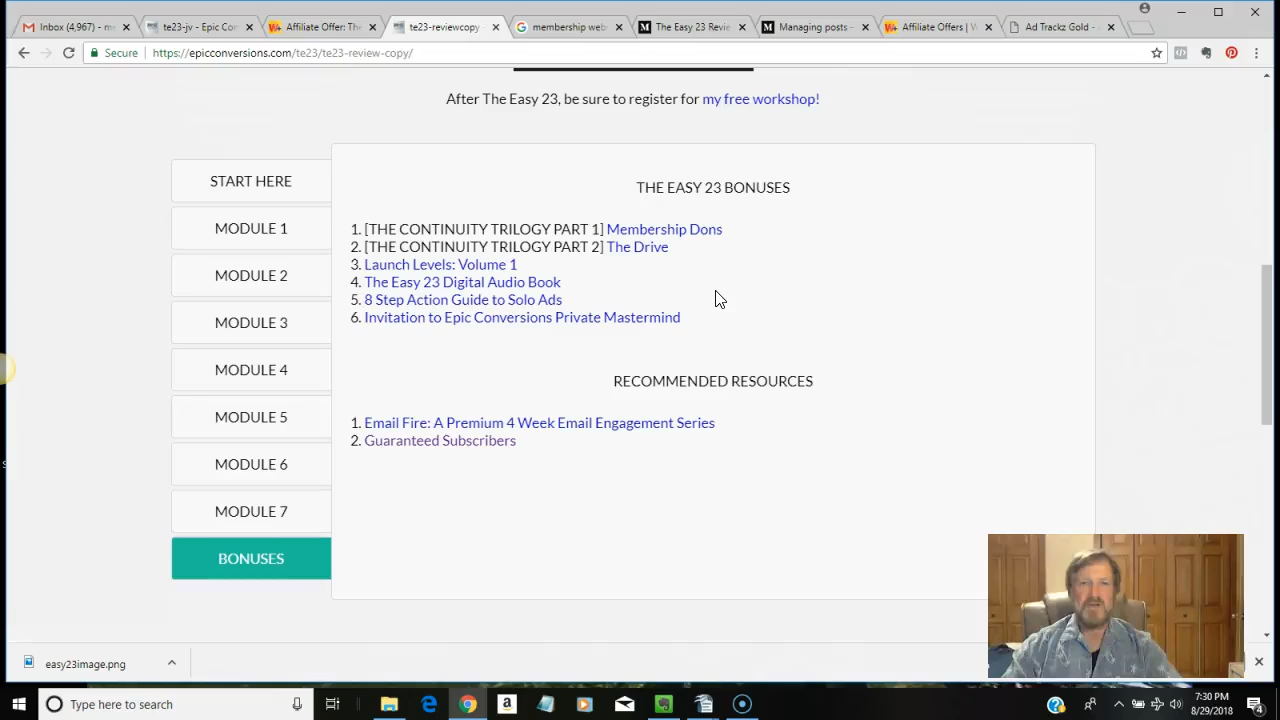 Inbox (4,967) - m
te23-jv - Epic Con
Affiliate Offer: The
te23-reviewcopy -
membership web
The Easy 23 Revie
Managing posts -
Affiliate Offers | W
Ad Trackz Gold -
Secure
https://epicconversions.com/te23/te23-review-copy/
After The Easy 23, be sure to register for my free workshop!
START HERE
MODULE 1
MODULE 2
MODULE 3
MODULE 4
MODULE 5
MODULE 6
MODULE 7
BONUSES
THE EASY 23 BONUSES
1. [THE CONTINUITY TRILOGY PART 1] Membership Dons
2. [THE CONTINUITY TRILOGY PART 2] The Drive
3. Launch Levels: Volume 1
4. The Easy 23 Digital Audio Book
5. 8 Step Action Guide to Solo Ads
6. Invitation to Epic Conversions Private Mastermind
RECOMMENDED RESOURCES
1. Email Fire: A Premium 4 Week Email Engagement Series
2. Guaranteed Subscribers
easy23image.png
Type here to search
7:30 PM
8/29/2018
4